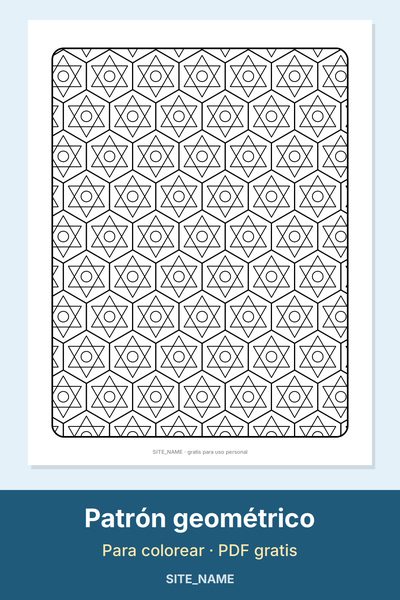 SITE_NAME · gratis para uso personal
Patrón geométrico
Para colorear · PDF gratis
SITE_NAME